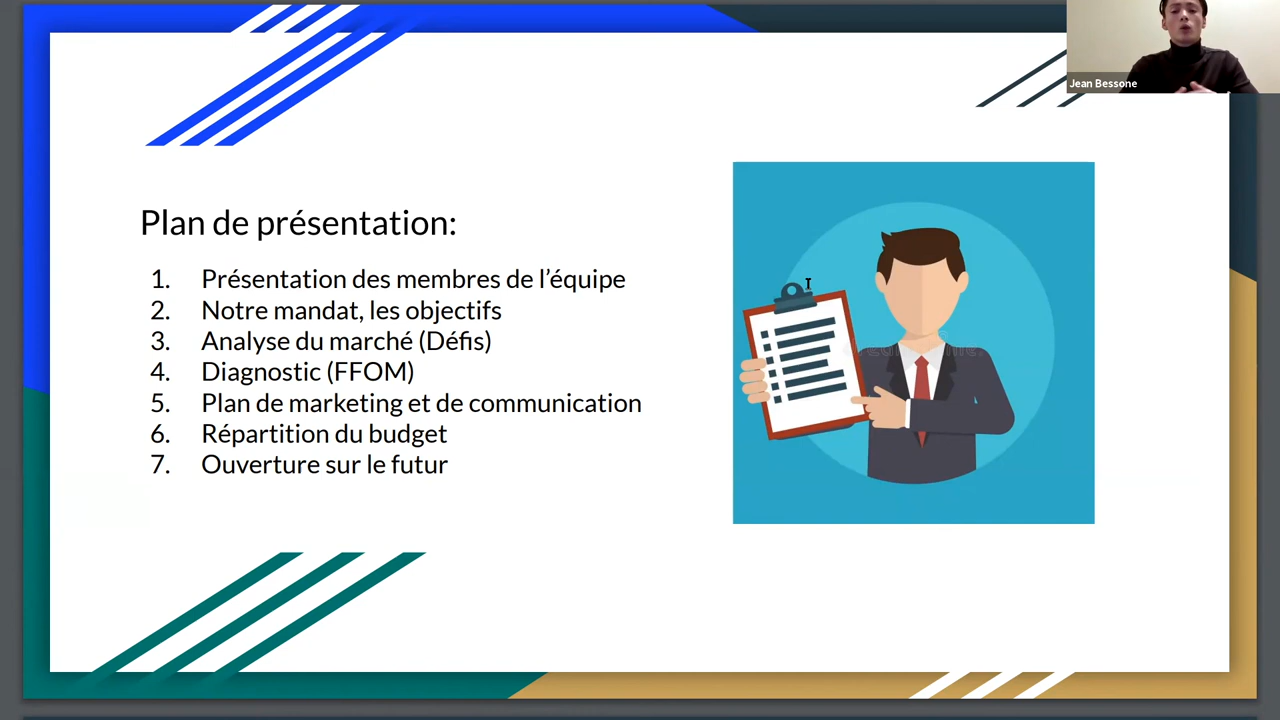 Jean Bessone
Plan de présentation:
1. Présentation des membres de l’équipe
2. Notre mandat, les objectifs
3. Analyse du marché (Défis)
4. Diagnostic (FFOM)
5. Plan de marketing et de communication
6. Répartition du budget
7. Ouverture sur le futur